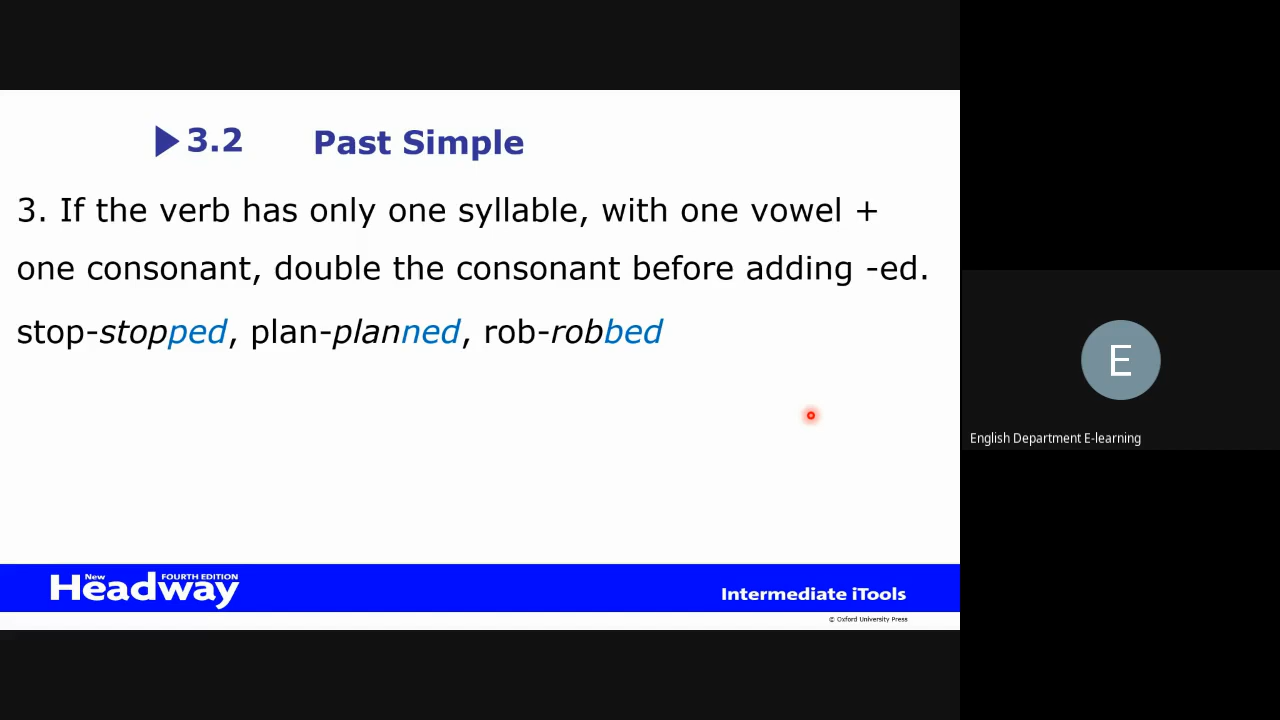 3.2 Past Simple
3. If the verb has only one syllable, with one vowel +
one consonant, double the consonant before adding -ed.
stop-stopped, plan-planned, rob-robbed
E
English Department E-learning
New Headway FOURTH EDITION
Intermediate iTools
© Oxford University Press